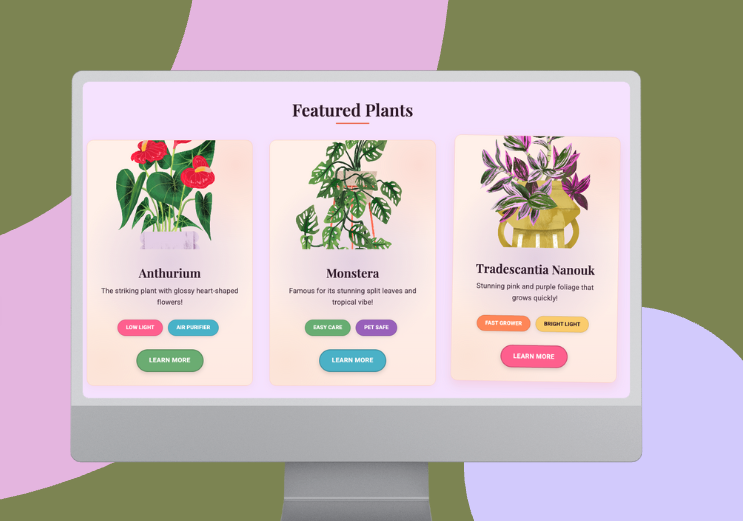 Featured Plants
Anthurium
The striking plant with glossy heart-shaped
flowers!
LOW LIGHT
AIR PURIFIER
LEARN MORE
Monstera
Famous for its stunning split leaves and
tropical vibe!
EASY CARE
PET SAFE
LEARN MORE
Tradescantia Nanouk
Stunning pink and purple foliage that
grows quickly!
FAST GROWER
BRIGHT LIGHT
LEARN MORE